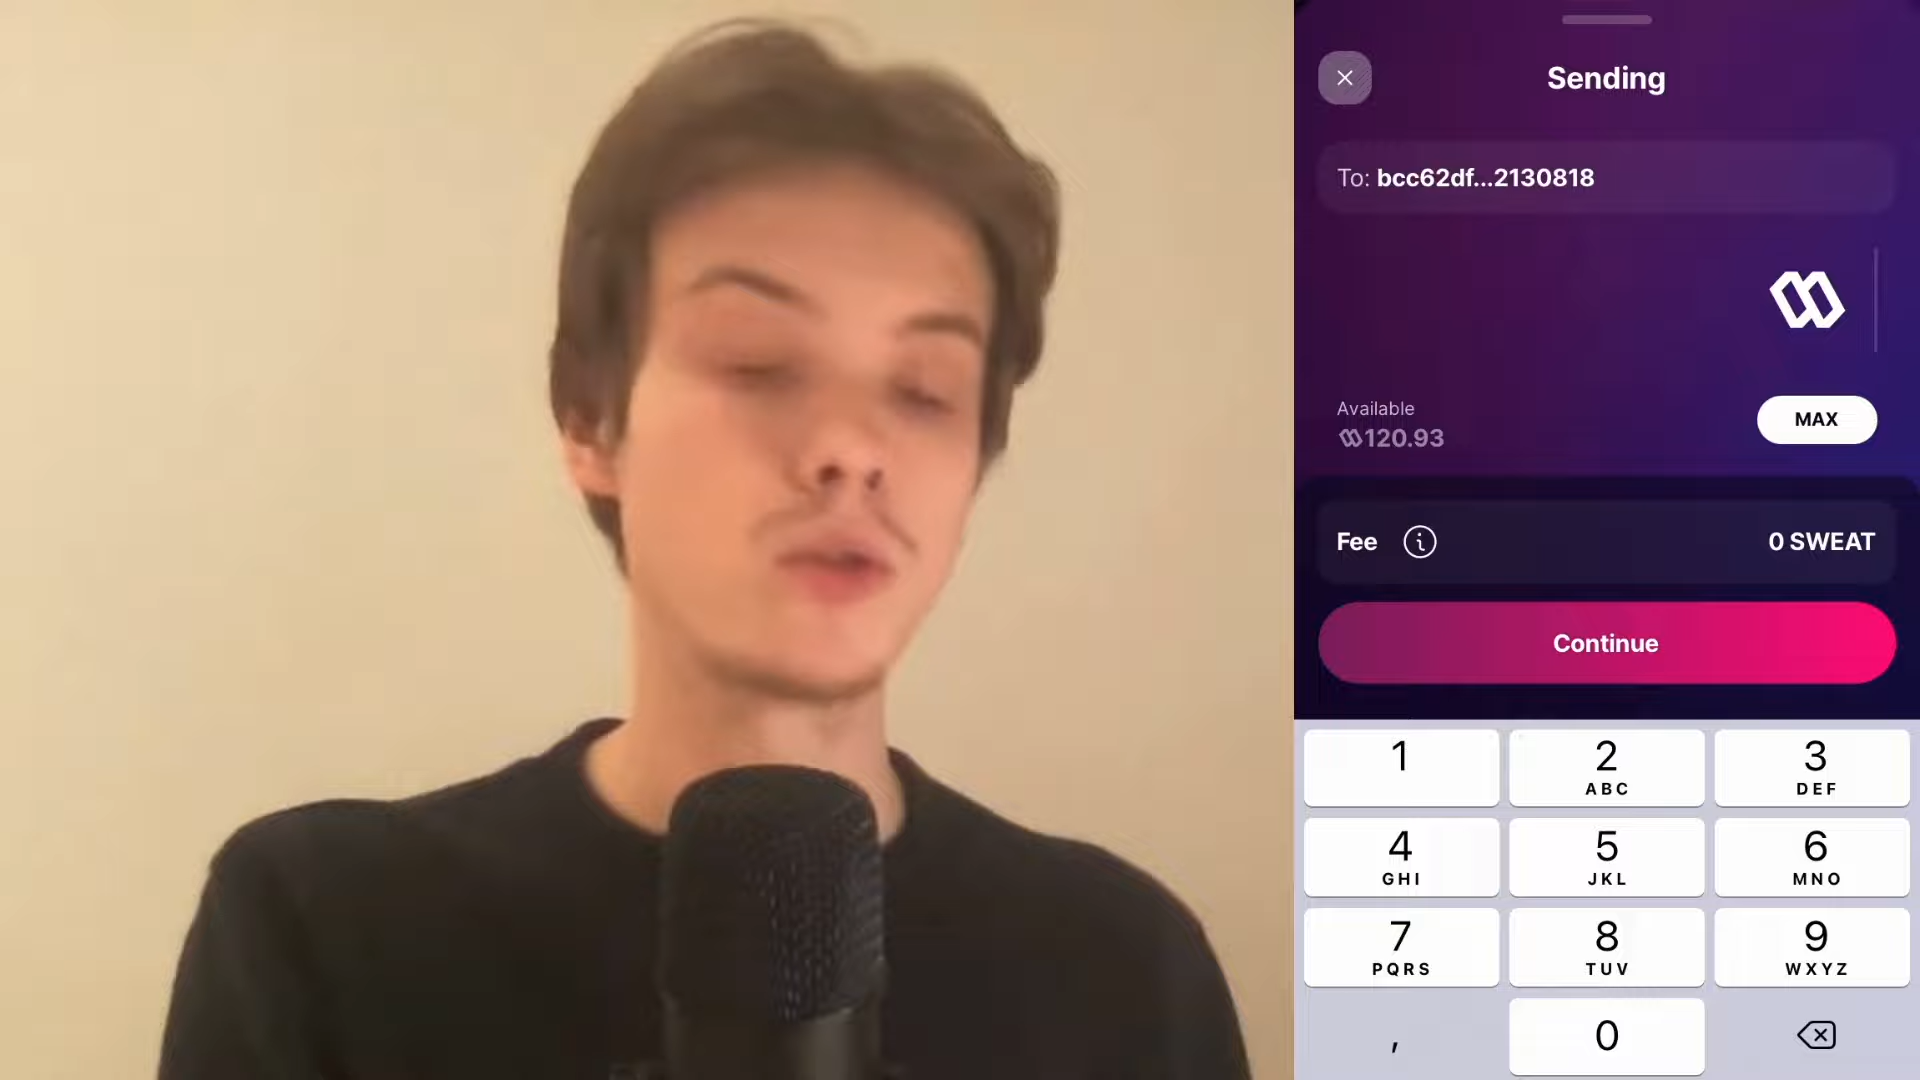 Sending
To: bcc62df...2130818
Available
120.93
MAX
Fee
0 SWEAT
Continue
1
2
ABC
3
DEF
4
GHI
5
JKL
6
MNO
7
PQRS
8
TUV
9
WXYZ
,
0